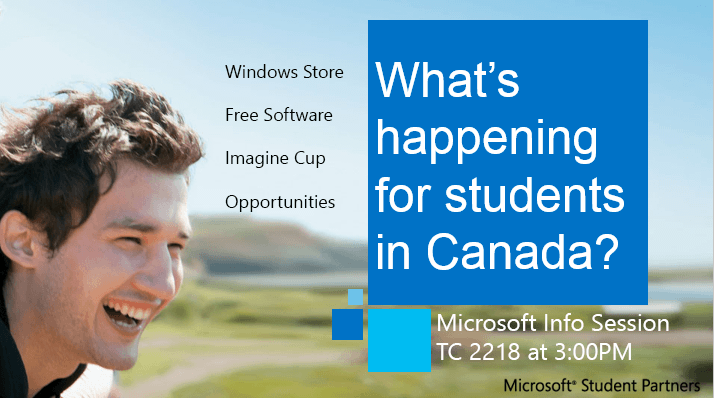 Windows Store
Free Software
Imagine Cup
Opportunities
What's
happening
for students
in Canada?
Microsoft Info Session
TC 2218 at 3:00PM
Microsoft® Student Partners